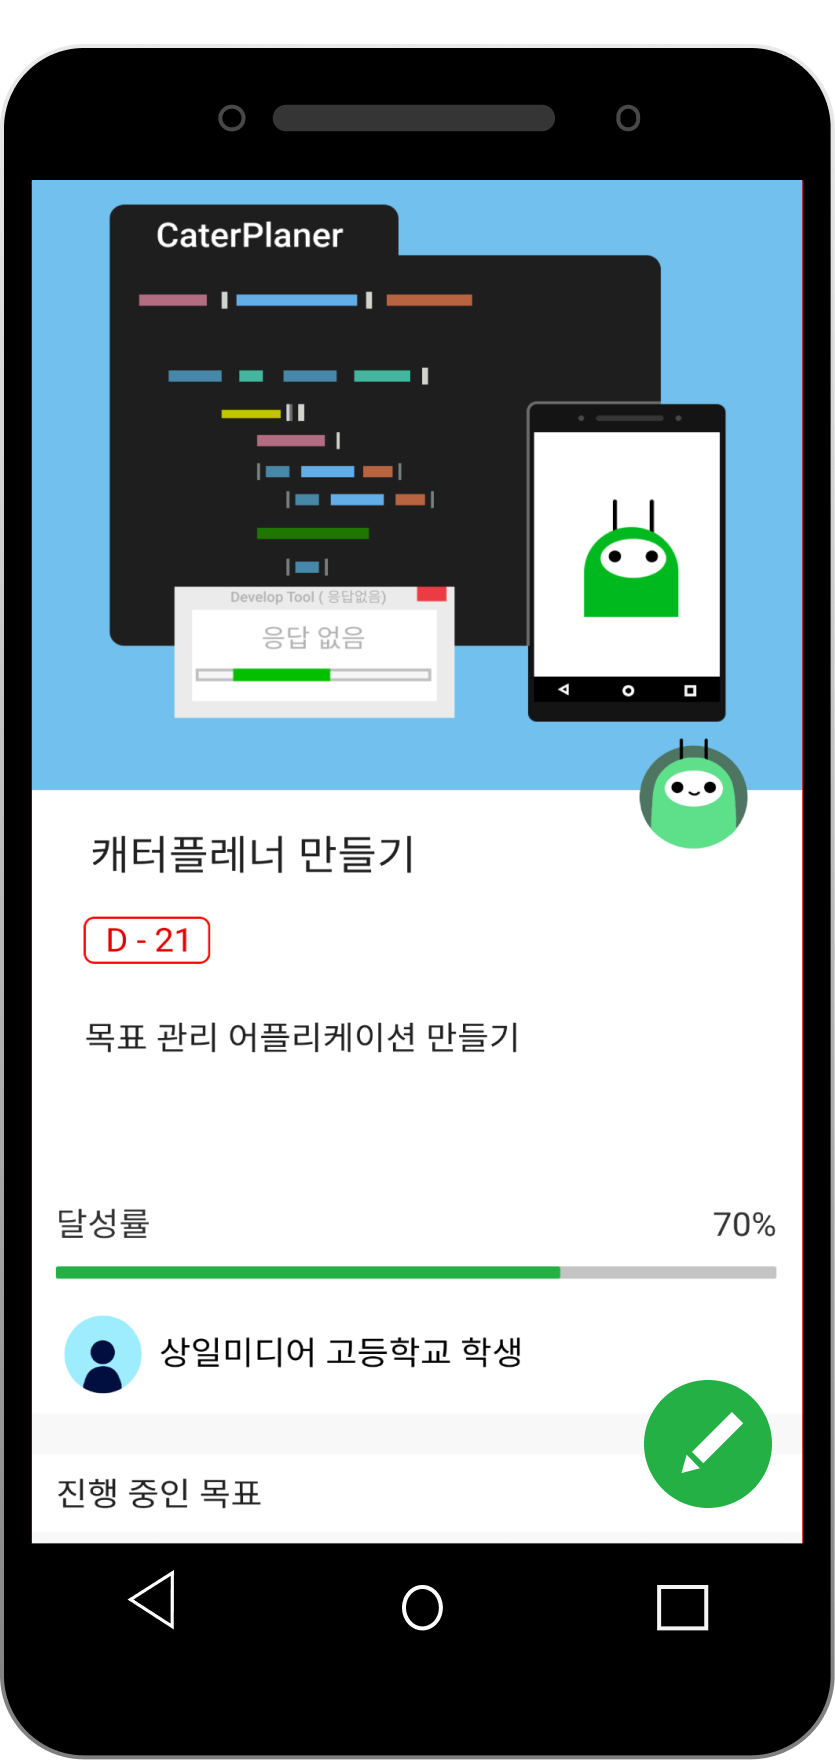 CaterPlaner
Develop Tool ( 응답없음)
응답 없음
캐터플레너 만들기
D - 21
목표 관리 어플리케이션 만들기
달성률 70%
상일미디어 고등학교 학생
진행 중인 목표